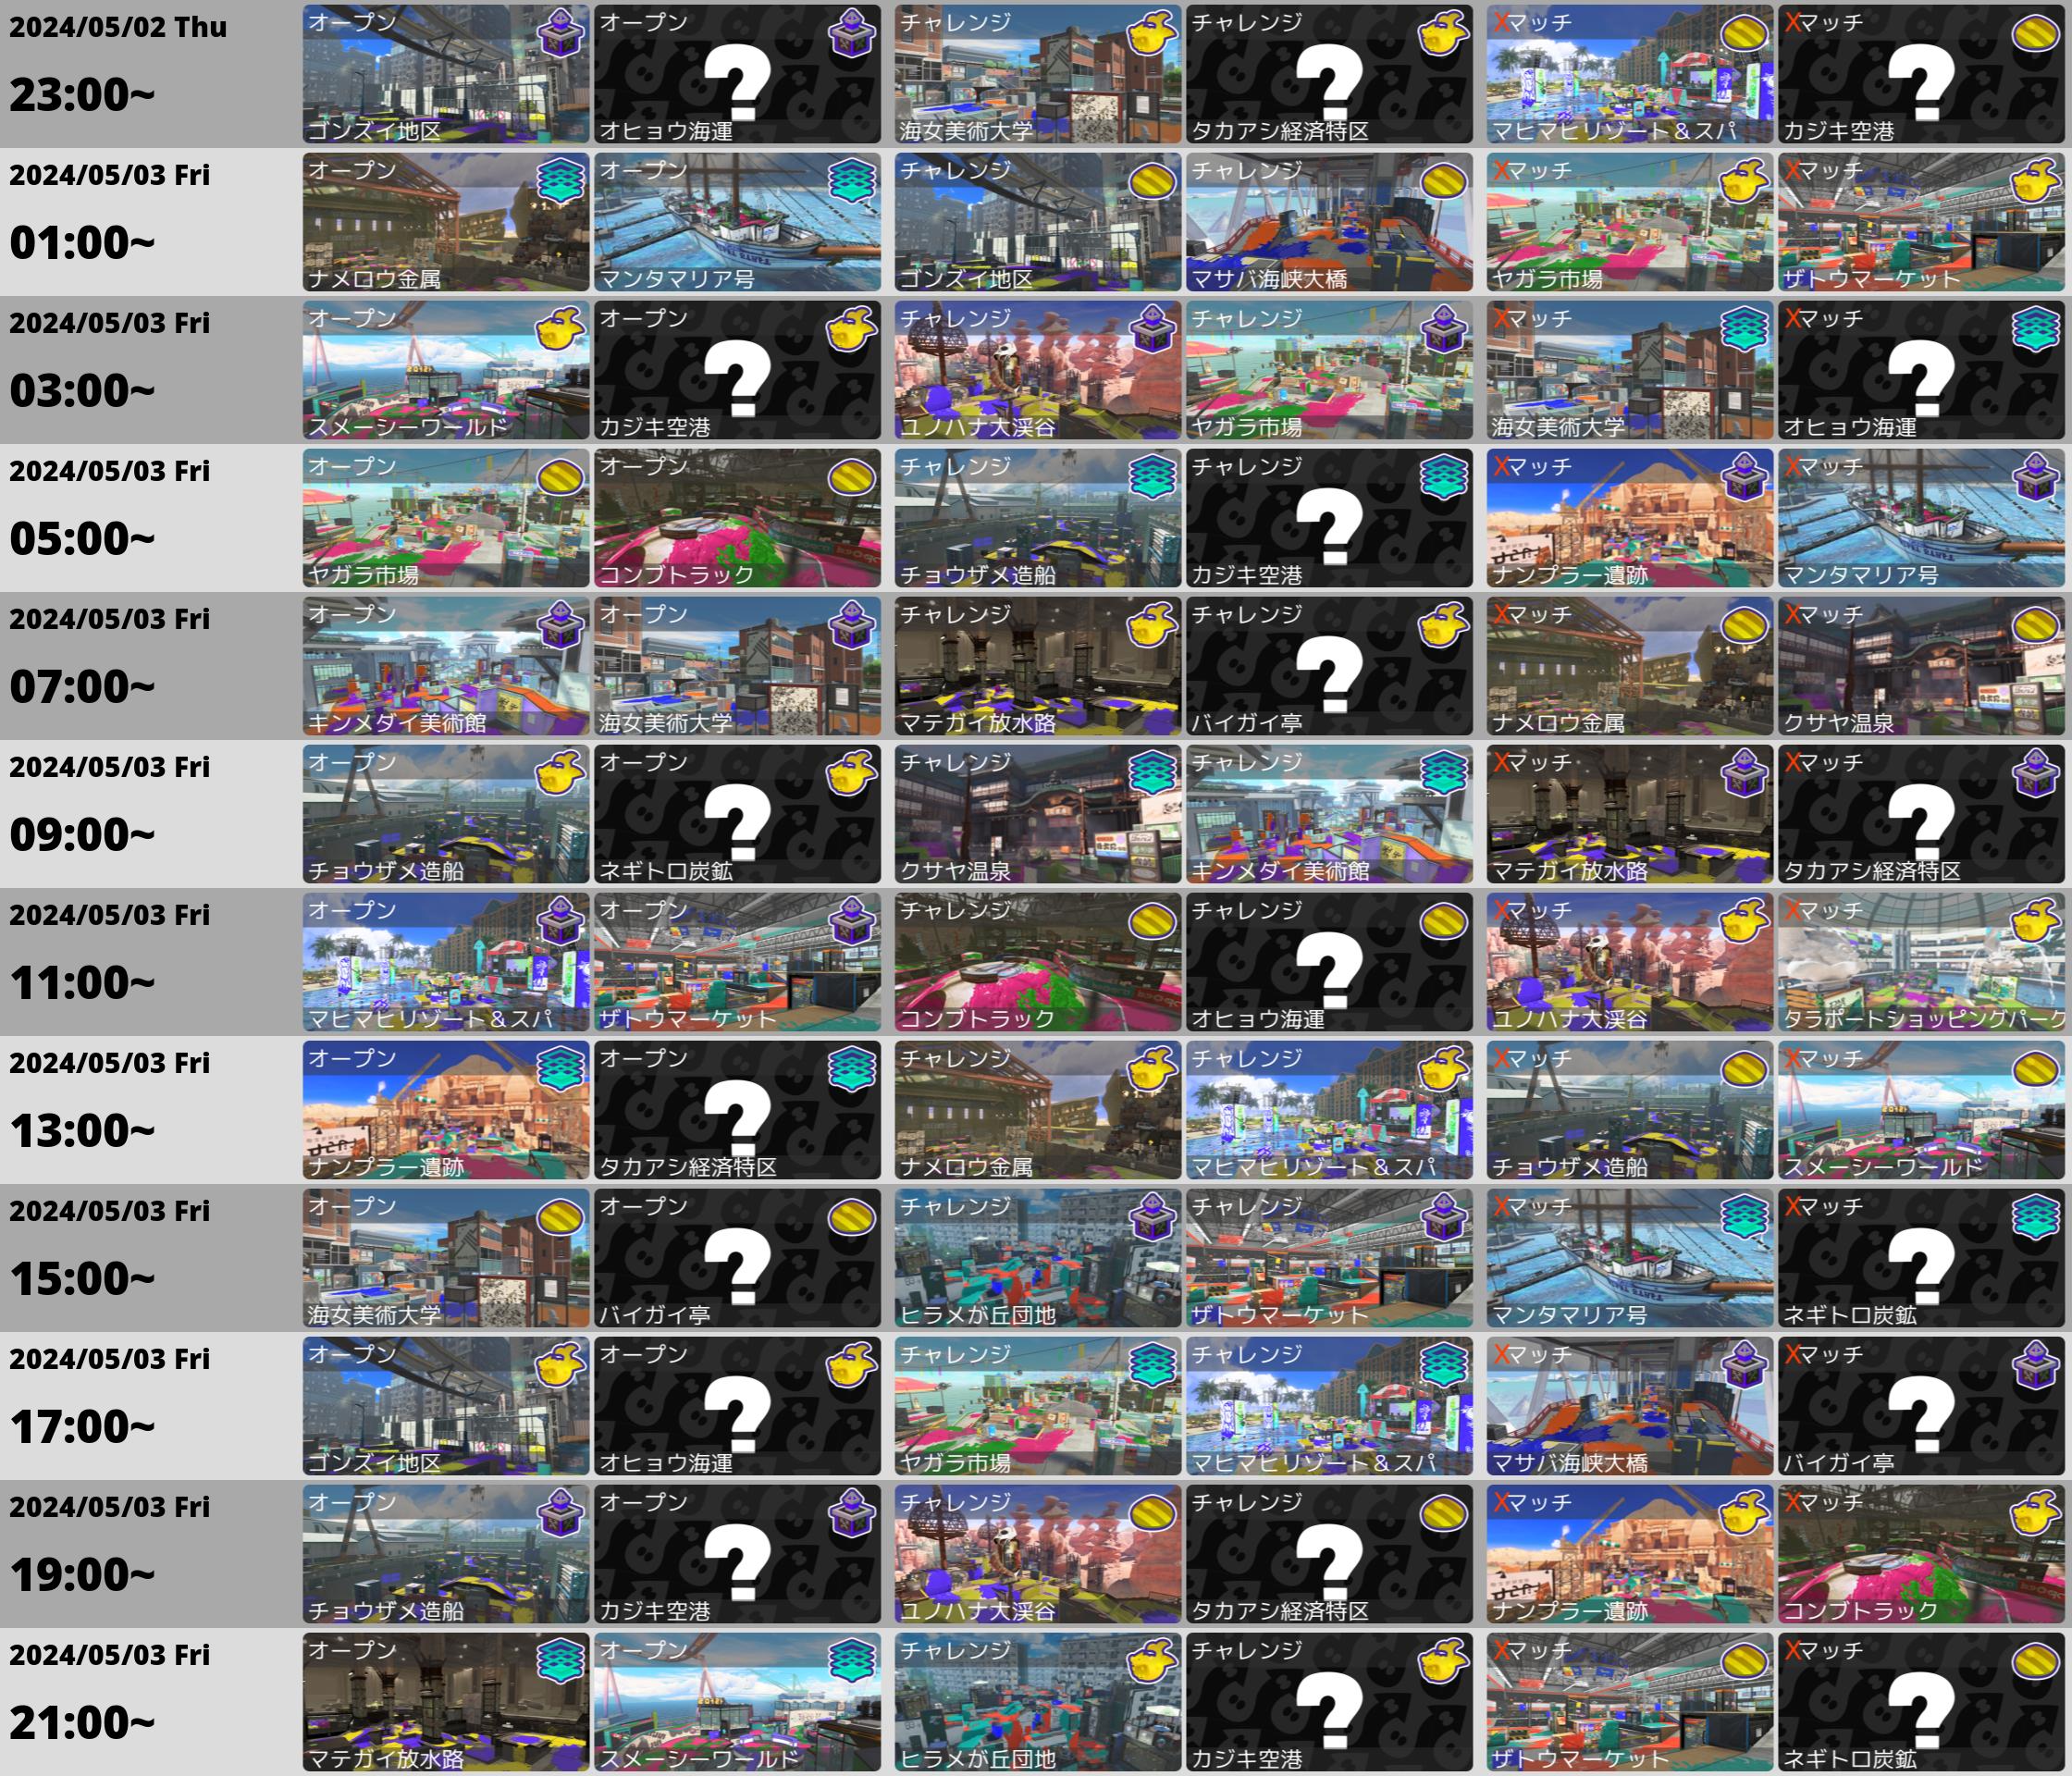 2024/05/02 Thu
23:00~
オープン
ゴンズイ地区
オープン
オヒョウ海運
チャレンジ
海女美術大学
チャレンジ
タカアシ経済特区
Xマッチ
マヒマヒリゾート＆スパ
Xマッチ
カジキ空港
2024/05/03 Fri
01:00~
オープン
ナメロウ金属
オープン
マンタマリア号
チャレンジ
ゴンズイ地区
チャレンジ
マサバ海峡大橋
Xマッチ
ヤガラ市場
Xマッチ
ザトウマーケット
2024/05/03 Fri
03:00~
オープン
スメーシーワールド
オープン
カジキ空港
チャレンジ
ユノハナ大渓谷
チャレンジ
ヤガラ市場
Xマッチ
海女美術大学
Xマッチ
オヒョウ海運
2024/05/03 Fri
05:00~
オープン
ヤガラ市場
オープン
コンブトラック
チャレンジ
チョウザメ造船
チャレンジ
カジキ空港
Xマッチ
ナンプラー遺跡
Xマッチ
マンタマリア号
2024/05/03 Fri
07:00~
オープン
キンメダイ美術館
オープン
海女美術大学
チャレンジ
マテガイ放水路
チャレンジ
バイガイ亭
Xマッチ
ナメロウ金属
Xマッチ
クサヤ温泉
2024/05/03 Fri
09:00~
オープン
チョウザメ造船
オープン
ネギトロ炭鉱
チャレンジ
クサヤ温泉
チャレンジ
キンメダイ美術館
Xマッチ
マテガイ放水路
Xマッチ
タカアシ経済特区
2024/05/03 Fri
11:00~
オープン
マヒマヒリゾート＆スパ
オープン
ザトウマーケット
チャレンジ
コンブトラック
チャレンジ
オヒョウ海運
Xマッチ
ユノハナ大渓谷
Xマッチ
タラポートショッピングパーク
2024/05/03 Fri
13:00~
オープン
ナンプラー遺跡
オープン
タカアシ経済特区
チャレンジ
ナメロウ金属
チャレンジ
マヒマヒリゾート＆スパ
Xマッチ
チョウザメ造船
Xマッチ
スメーシーワールド
2024/05/03 Fri
15:00~
オープン
海女美術大学
オープン
バイガイ亭
チャレンジ
ヒラメが丘団地
チャレンジ
ザトウマーケット
Xマッチ
マンタマリア号
Xマッチ
ネギトロ炭鉱
2024/05/03 Fri
17:00~
オープン
ゴンズイ地区
オープン
オヒョウ海運
チャレンジ
ヤガラ市場
チャレンジ
マヒマヒリゾート＆スパ
Xマッチ
マサバ海峡大橋
Xマッチ
バイガイ亭
2024/05/03 Fri
19:00~
オープン
チョウザメ造船
オープン
カジキ空港
チャレンジ
ユノハナ大渓谷
チャレンジ
タカアシ経済特区
Xマッチ
ナンプラー遺跡
Xマッチ
コンブトラック
2024/05/03 Fri
21:00~
オープン
マテガイ放水路
オープン
スメーシーワールド
チャレンジ
ヒラメが丘団地
チャレンジ
カジキ空港
Xマッチ
ザトウマーケット
Xマッチ
ネギトロ炭鉱